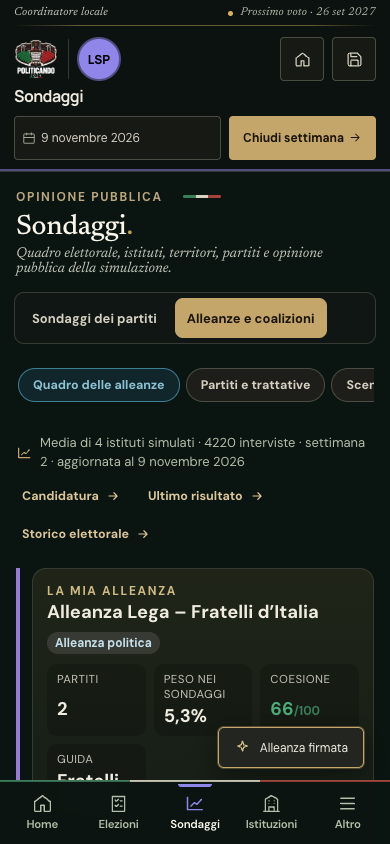 Coordinatore locale
Prossimo voto · 26 set 2027
POLITICANDO
LSP
Sondaggi
9 novembre 2026
Chiudi settimana →
OPINIONE PUBBLICA
Sondaggi.
Quadro elettorale, istituti, territori, partiti e opinione
pubblica della simulazione.
Sondaggi dei partiti
Alleanze e coalizioni
Quadro delle alleanze
Partiti e trattative
Scer
Media di 4 istituti simulati · 4220 interviste · settimana
2 · aggiornata al 9 novembre 2026
Candidatura →
Ultimo risultato →
Storico elettorale →
LA MIA ALLEANZA
Alleanza Lega – Fratelli d'Italia
Alleanza politica
PARTITI
2
PESO NEI
SONDAGGI
5,3%
COESIONE
66/100
Alleanza firmata
GUIDA
Fratelli
Home
Elezioni
Sondaggi
Istituzioni
Altro